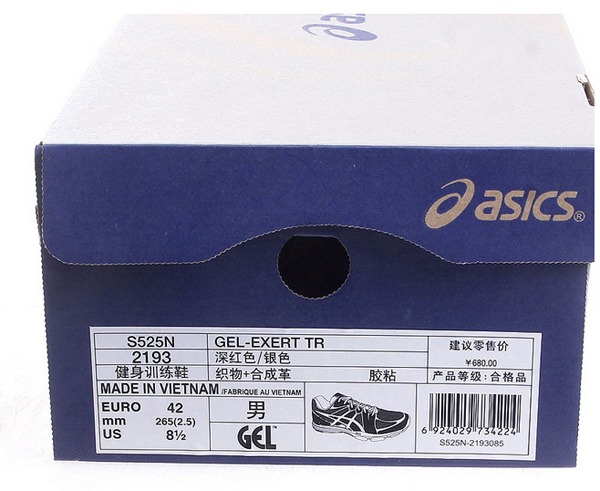 asics
asics®
S525N GEL-EXERT TR 建议零售价
2193 深红色/银色 ¥680.00
健身训练鞋 织物+合成革 胶粘 产品等级:合格品
MADE IN VIETNAM /FABRIQUE AU VIETNAM
EURO 42 男
mm 265(2.5)
US 8½ GEL
6 924029 734224
S525N-2193085